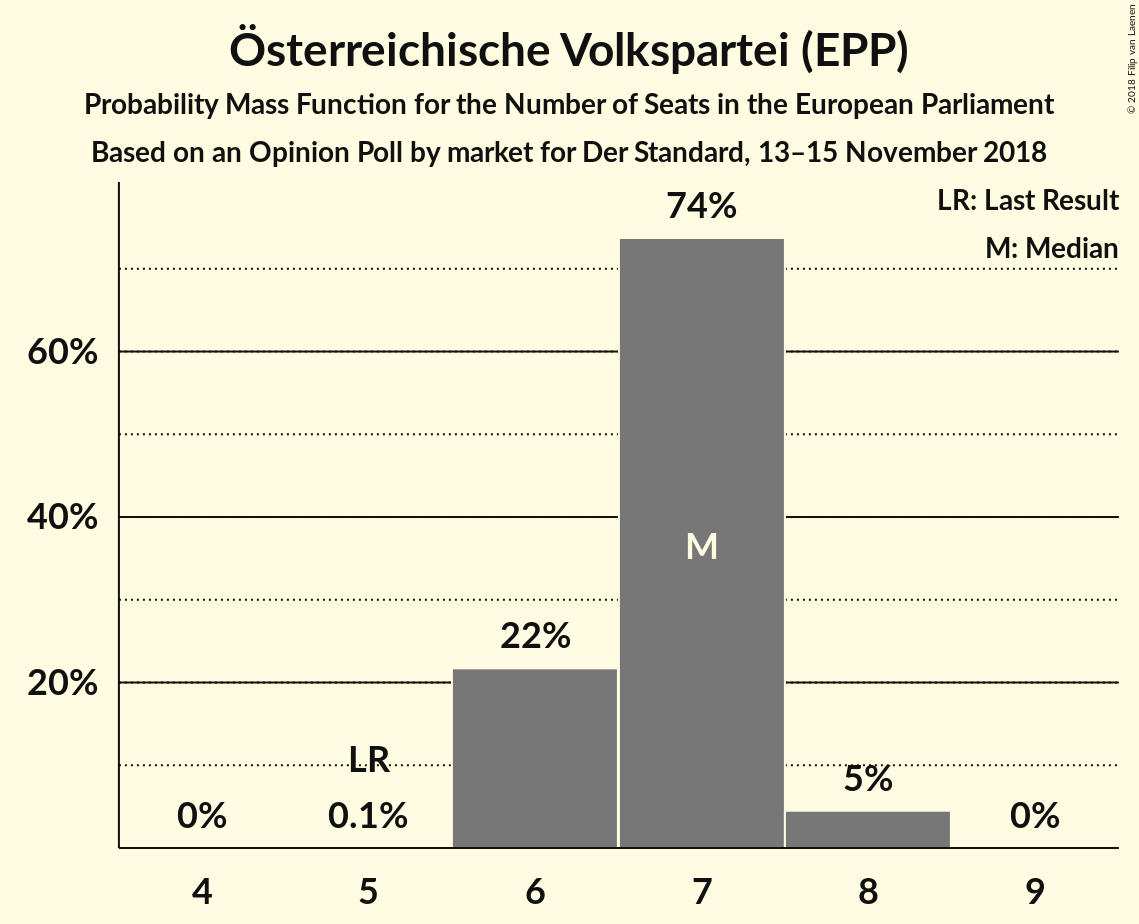 Österreichische Volkspartei (EPP)
Probability Mass Function for the Number of Seats in the European Parliament
Based on an Opinion Poll by market for Der Standard, 13–15 November 2018
© 2018 Filip van Laenen
LR: Last Result
M: Median
74%
60%
40%
M
22%
20%
LR
5%
0%
0.1%
0%
4 5 6 7 8 9